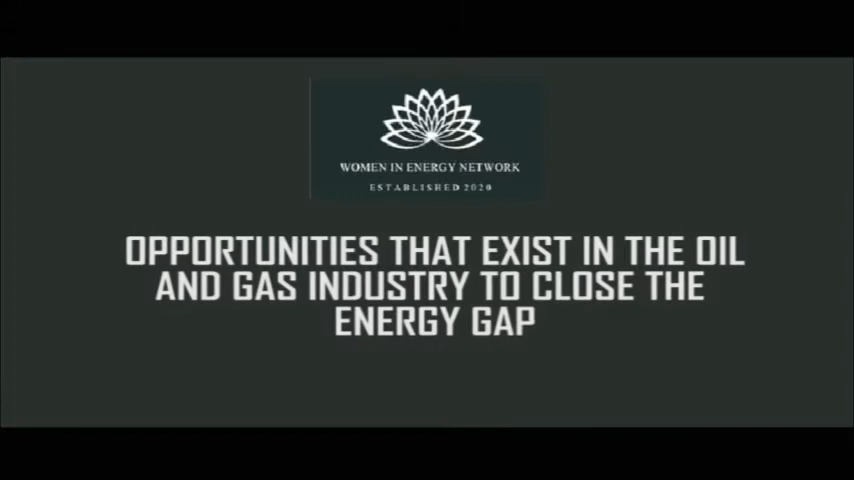 WOMEN IN ENERGY NETWORK
ESTABLISHED 2020
OPPORTUNITIES THAT EXIST IN THE OIL
AND GAS INDUSTRY TO CLOSE THE
ENERGY GAP